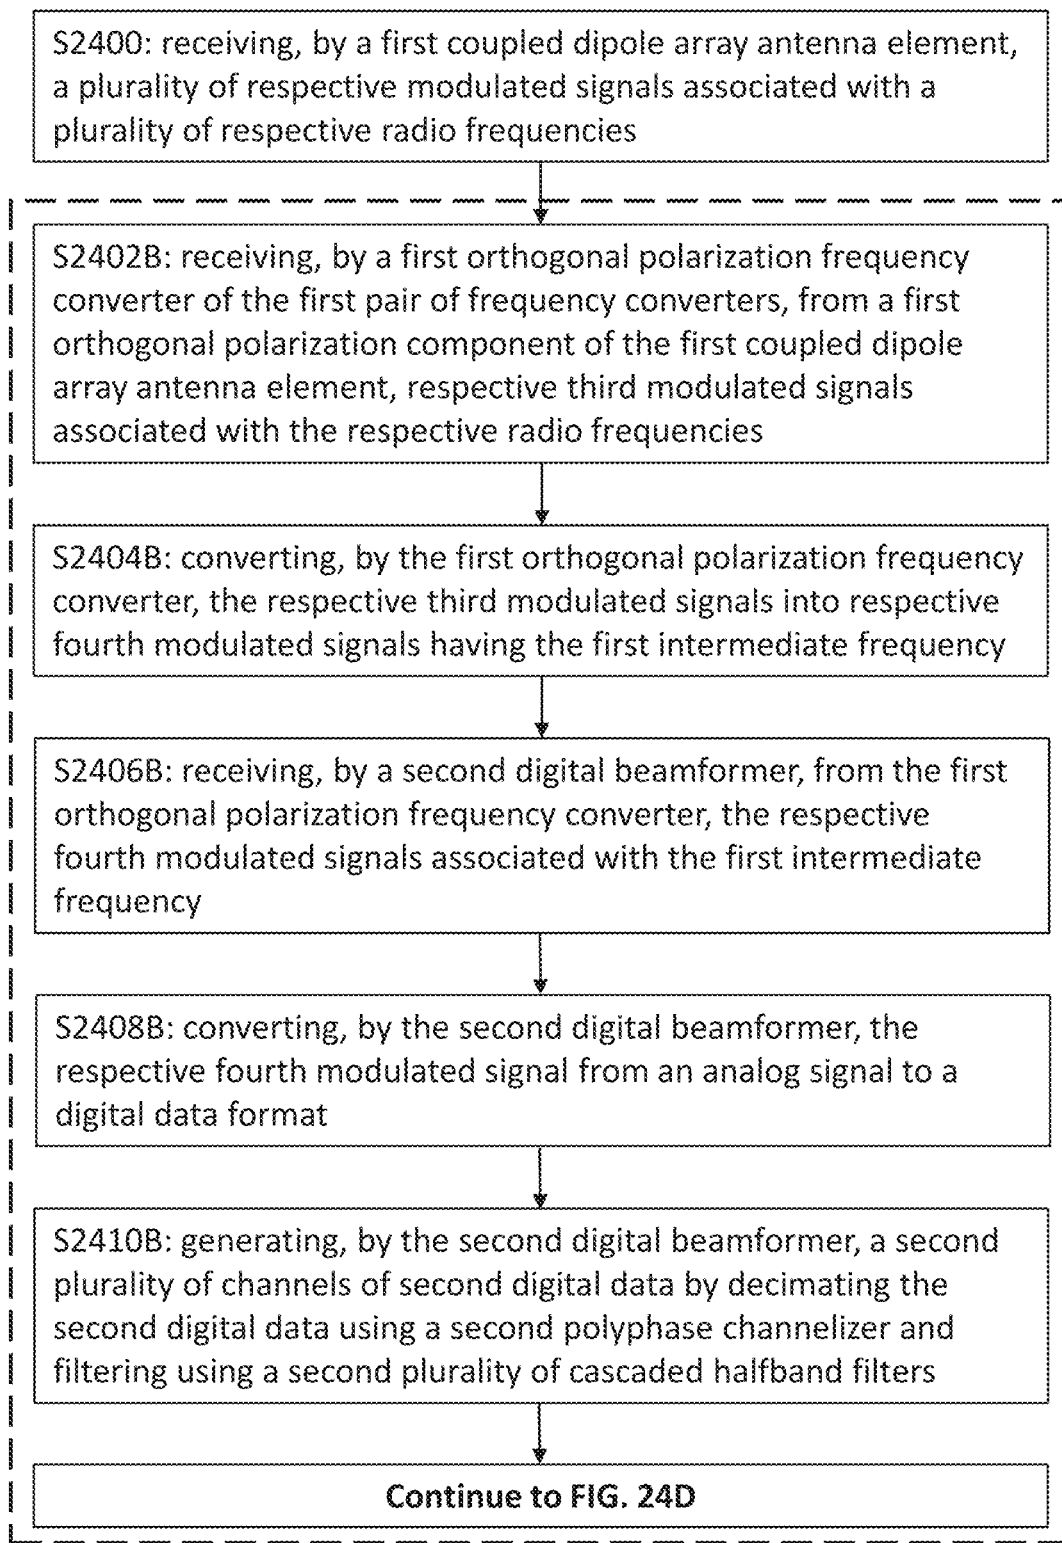 S2400: receiving, by a first coupled dipole array antenna element,
a plurality of respective modulated signals associated with a
plurality of respective radio frequencies
S2402B: receiving, by a first orthogonal polarization frequency
converter of the first pair of frequency converters, from a first
orthogonal polarization component of the first coupled dipole
array antenna element, respective third modulated signals
associated with the respective radio frequencies
S2404B: converting, by the first orthogonal polarization frequency
converter, the respective third modulated signals into respective
fourth modulated signals having the first intermediate frequency
S2406B: receiving, by a second digital beamformer, from the first
orthogonal polarization frequency converter, the respective
fourth modulated signals associated with the first intermediate
frequency
S2408B: converting, by the second digital beamformer, the
respective fourth modulated signal from an analog signal to a
digital data format
S2410B: generating, by the second digital beamformer, a second
plurality of channels of second digital data by decimating the
second digital data using a second polyphase channelizer and
filtering using a second plurality of cascaded halfband filters
Continue to FIG. 24D